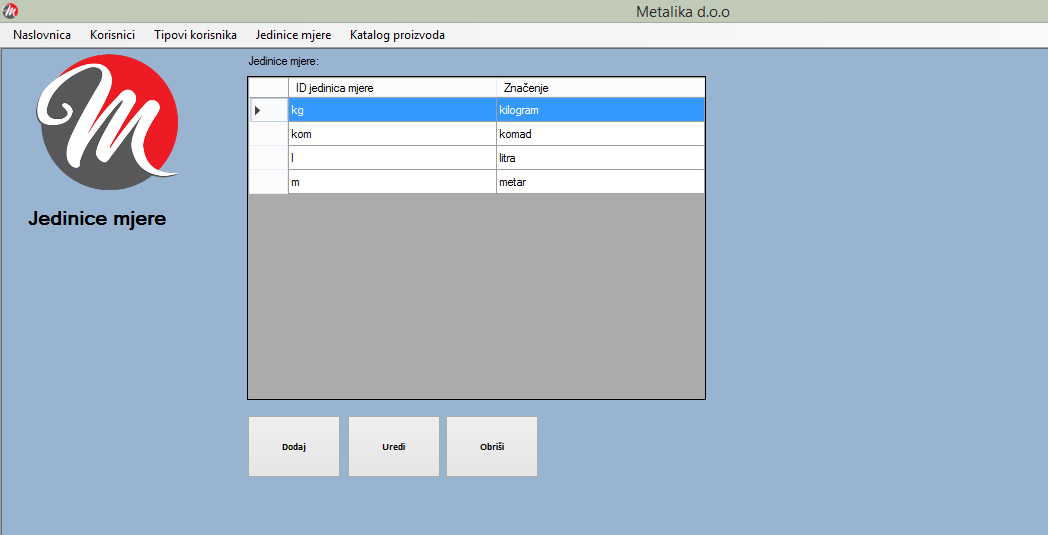 Metalika d.o.o
Naslovnica Korisnici Tipovi korisnika Jedinice mjere Katalog proizvoda
Jedinice mjere
Jedinice mjere:
ID jedinica mjere Značenje
kg kilogram
kom komad
l litra
m metar
Dodaj Uredi Obriši